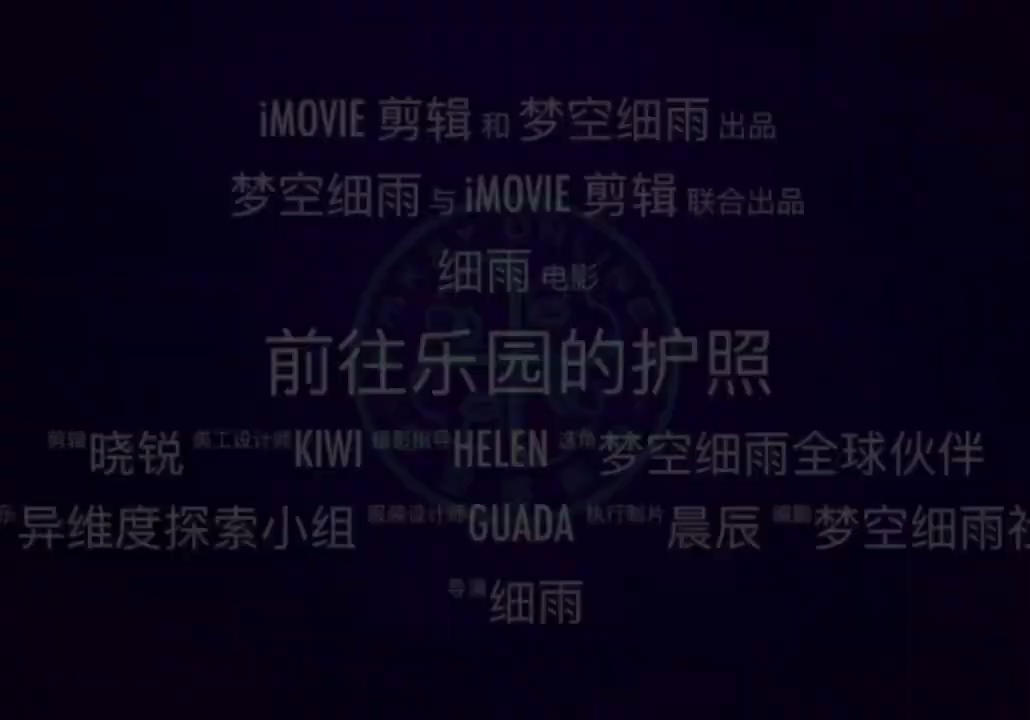 iMOVIE 剪辑 和 梦空细雨 出品
梦空细雨 与 iMOVIE 剪辑 联合出品
细雨 电影
前往乐园的护照
剪辑 晓锐 美工设计师 KIWI 摄影指导 HELEN 选角 梦空细雨全球伙伴
异维度探索小组 服装设计师 GUADA 执行制片 晨辰 编剧 梦空细雨
导演 细雨